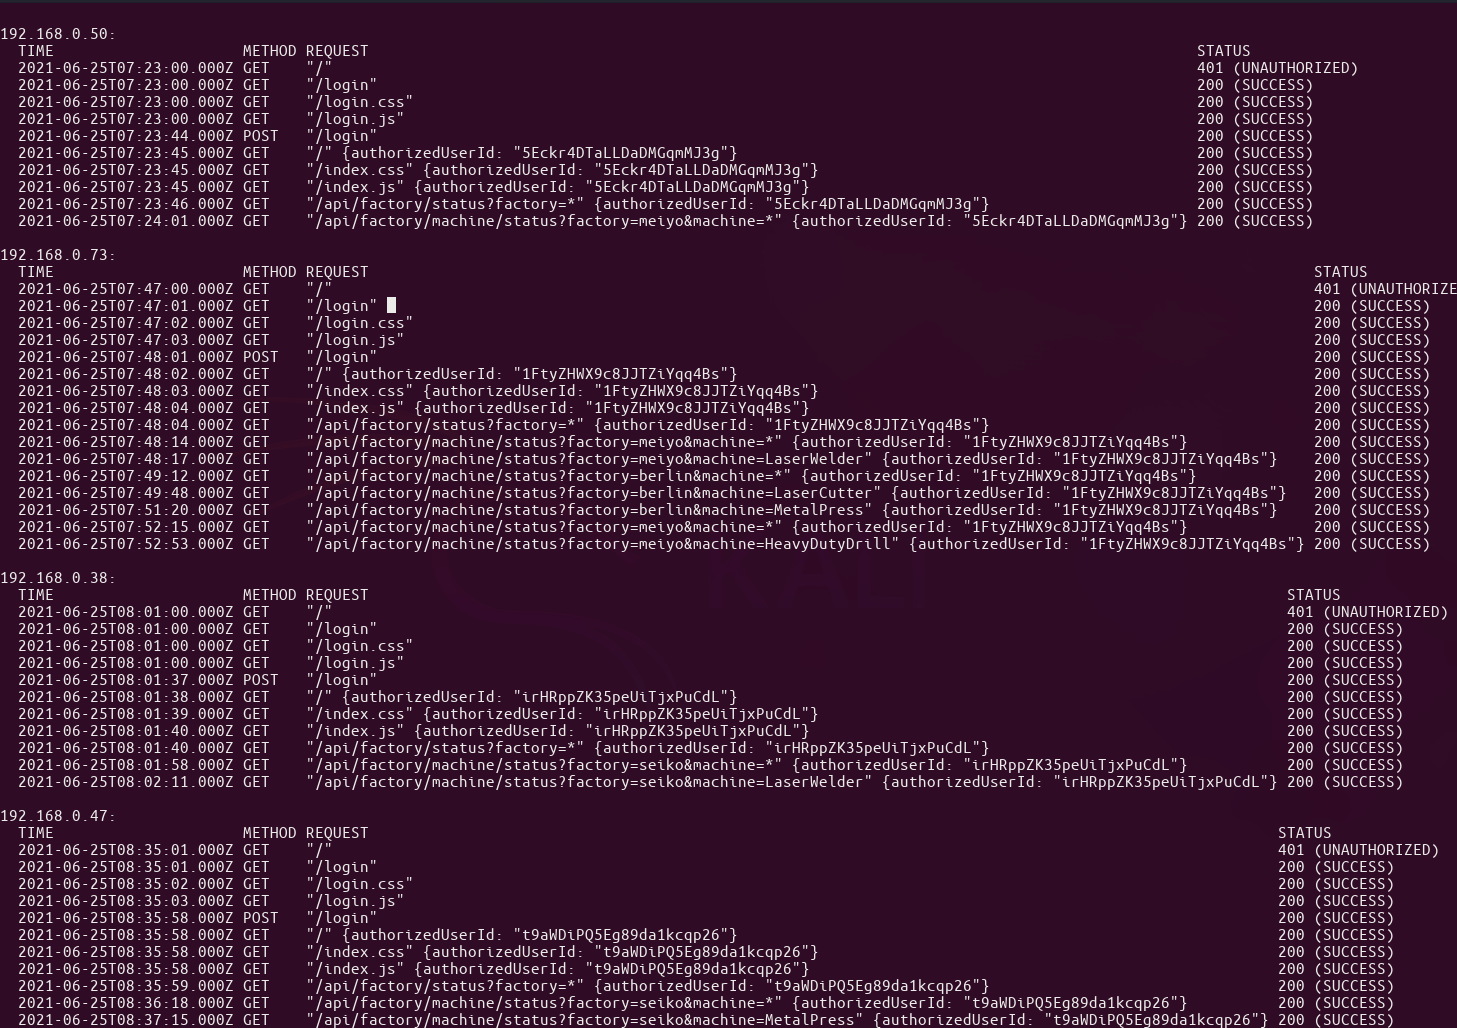 192.168.0.50:
TIME METHOD REQUEST STATUS
2021-06-25T07:23:00.000Z GET "/" 401 (UNAUTHORIZED)
2021-06-25T07:23:00.000Z GET "/login" 200 (SUCCESS)
2021-06-25T07:23:00.000Z GET "/login.css" 200 (SUCCESS)
2021-06-25T07:23:00.000Z GET "/login.js" 200 (SUCCESS)
2021-06-25T07:23:44.000Z POST "/login" 200 (SUCCESS)
2021-06-25T07:23:45.000Z GET "/" {authorizedUserId: "5Eckr4DTaLLDaDMGqmMJ3g"} 200 (SUCCESS)
2021-06-25T07:23:45.000Z GET "/index.css" {authorizedUserId: "5Eckr4DTaLLDaDMGqmMJ3g"} 200 (SUCCESS)
2021-06-25T07:23:45.000Z GET "/index.js" {authorizedUserId: "5Eckr4DTaLLDaDMGqmMJ3g"} 200 (SUCCESS)
2021-06-25T07:23:46.000Z GET "/api/factory/status?factory=*" {authorizedUserId: "5Eckr4DTaLLDaDMGqmMJ3g"} 200 (SUCCESS)
2021-06-25T07:24:01.000Z GET "/api/factory/machine/status?factory=meiyo&machine=*" {authorizedUserId: "5Eckr4DTaLLDaDMGqmMJ3g"} 200 (SUCCESS)
192.168.0.73:
TIME METHOD REQUEST STATUS
2021-06-25T07:47:00.000Z GET "/" 401 (UNAUTHORIZE
2021-06-25T07:47:01.000Z GET "/login" 200 (SUCCESS)
2021-06-25T07:47:02.000Z GET "/login.css" 200 (SUCCESS)
2021-06-25T07:47:03.000Z GET "/login.js" 200 (SUCCESS)
2021-06-25T07:48:01.000Z POST "/login" 200 (SUCCESS)
2021-06-25T07:48:02.000Z GET "/" {authorizedUserId: "1FtyZHWX9c8JJTZiYqq4Bs"} 200 (SUCCESS)
2021-06-25T07:48:03.000Z GET "/index.css" {authorizedUserId: "1FtyZHWX9c8JJTZiYqq4Bs"} 200 (SUCCESS)
2021-06-25T07:48:04.000Z GET "/index.js" {authorizedUserId: "1FtyZHWX9c8JJTZiYqq4Bs"} 200 (SUCCESS)
2021-06-25T07:48:04.000Z GET "/api/factory/status?factory=*" {authorizedUserId: "1FtyZHWX9c8JJTZiYqq4Bs"} 200 (SUCCESS)
2021-06-25T07:48:14.000Z GET "/api/factory/machine/status?factory=meiyo&machine=*" {authorizedUserId: "1FtyZHWX9c8JJTZiYqq4Bs"} 200 (SUCCESS)
2021-06-25T07:48:17.000Z GET "/api/factory/machine/status?factory=meiyo&machine=LaserWelder" {authorizedUserId: "1FtyZHWX9c8JJTZiYqq4Bs"} 200 (SUCCESS)
2021-06-25T07:49:12.000Z GET "/api/factory/machine/status?factory=berlin&machine=*" {authorizedUserId: "1FtyZHWX9c8JJTZiYqq4Bs"} 200 (SUCCESS)
2021-06-25T07:49:48.000Z GET "/api/factory/machine/status?factory=berlin&machine=LaserCutter" {authorizedUserId: "1FtyZHWX9c8JJTZiYqq4Bs"} 200 (SUCCESS)
2021-06-25T07:51:20.000Z GET "/api/factory/machine/status?factory=berlin&machine=MetalPress" {authorizedUserId: "1FtyZHWX9c8JJTZiYqq4Bs"} 200 (SUCCESS)
2021-06-25T07:52:15.000Z GET "/api/factory/machine/status?factory=meiyo&machine=*" {authorizedUserId: "1FtyZHWX9c8JJTZiYqq4Bs"} 200 (SUCCESS)
2021-06-25T07:52:53.000Z GET "/api/factory/machine/status?factory=meiyo&machine=HeavyDutyDrill" {authorizedUserId: "1FtyZHWX9c8JJTZiYqq4Bs"} 200 (SUCCESS)
KALI
192.168.0.38:
TIME METHOD REQUEST STATUS
2021-06-25T08:01:00.000Z GET "/" 401 (UNAUTHORIZED)
2021-06-25T08:01:00.000Z GET "/login" 200 (SUCCESS)
2021-06-25T08:01:00.000Z GET "/login.css" 200 (SUCCESS)
2021-06-25T08:01:00.000Z GET "/login.js" 200 (SUCCESS)
2021-06-25T08:01:37.000Z POST "/login" 200 (SUCCESS)
2021-06-25T08:01:38.000Z GET "/" {authorizedUserId: "irHRppZK35peUiTjxPuCdL"} 200 (SUCCESS)
2021-06-25T08:01:39.000Z GET "/index.css" {authorizedUserId: "irHRppZK35peUiTjxPuCdL"} 200 (SUCCESS)
2021-06-25T08:01:40.000Z GET "/index.js" {authorizedUserId: "irHRppZK35peUiTjxPuCdL"} 200 (SUCCESS)
2021-06-25T08:01:40.000Z GET "/api/factory/status?factory=*" {authorizedUserId: "irHRppZK35peUiTjxPuCdL"} 200 (SUCCESS)
2021-06-25T08:01:58.000Z GET "/api/factory/machine/status?factory=seiko&machine=*" {authorizedUserId: "irHRppZK35peUiTjxPuCdL"} 200 (SUCCESS)
2021-06-25T08:02:11.000Z GET "/api/factory/machine/status?factory=seiko&machine=LaserWelder" {authorizedUserId: "irHRppZK35peUiTjxPuCdL"} 200 (SUCCESS)
192.168.0.47:
TIME METHOD REQUEST STATUS
2021-06-25T08:35:01.000Z GET "/" 401 (UNAUTHORIZED)
2021-06-25T08:35:01.000Z GET "/login" 200 (SUCCESS)
2021-06-25T08:35:02.000Z GET "/login.css" 200 (SUCCESS)
2021-06-25T08:35:03.000Z GET "/login.js" 200 (SUCCESS)
2021-06-25T08:35:58.000Z POST "/login" 200 (SUCCESS)
2021-06-25T08:35:58.000Z GET "/" {authorizedUserId: "t9aWDiPQ5Eg89da1kcqp26"} 200 (SUCCESS)
2021-06-25T08:35:58.000Z GET "/index.css" {authorizedUserId: "t9aWDiPQ5Eg89da1kcqp26"} 200 (SUCCESS)
2021-06-25T08:35:58.000Z GET "/index.js" {authorizedUserId: "t9aWDiPQ5Eg89da1kcqp26"} 200 (SUCCESS)
2021-06-25T08:35:59.000Z GET "/api/factory/status?factory=*" {authorizedUserId: "t9aWDiPQ5Eg89da1kcqp26"} 200 (SUCCESS)
2021-06-25T08:36:18.000Z GET "/api/factory/machine/status?factory=seiko&machine=*" {authorizedUserId: "t9aWDiPQ5Eg89da1kcqp26"} 200 (SUCCESS)
2021-06-25T08:37:15.000Z GET "/api/factory/machine/status?factory=seiko&machine=MetalPress" {authorizedUserId: "t9aWDiPQ5Eg89da1kcqp26"} 200 (SUCCESS)